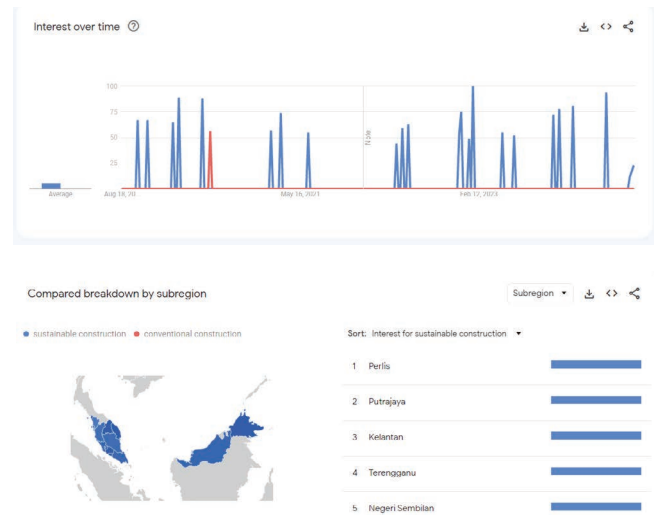 Interest over time
100
75
50
25
Note
Average
Aug 18, 20...
May 16, 2021
Feb 12, 2023
Compared breakdown by subregion
Subregion
sustainable construction
conventional construction
Sort: Interest for sustainable construction
1 Perlis
2 Putrajaya
3 Kelantan
4 Terengganu
5 Negeri Sembilan